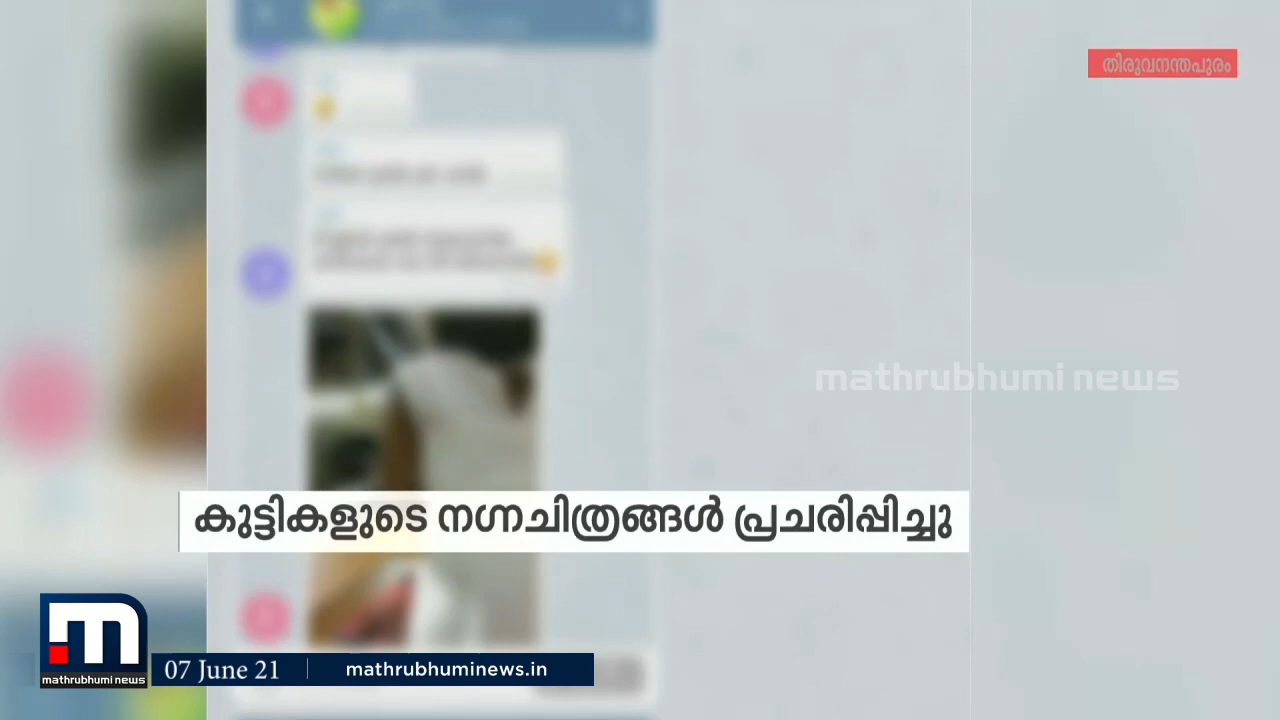 തിരുവനന്തപുരം
mathrubhumi news
കുട്ടികളുടെ നഗ്നചിത്രങ്ങൾ പ്രചരിപ്പിച്ചു
mathrubhumi news
07 June 21
mathrubhuminews.in